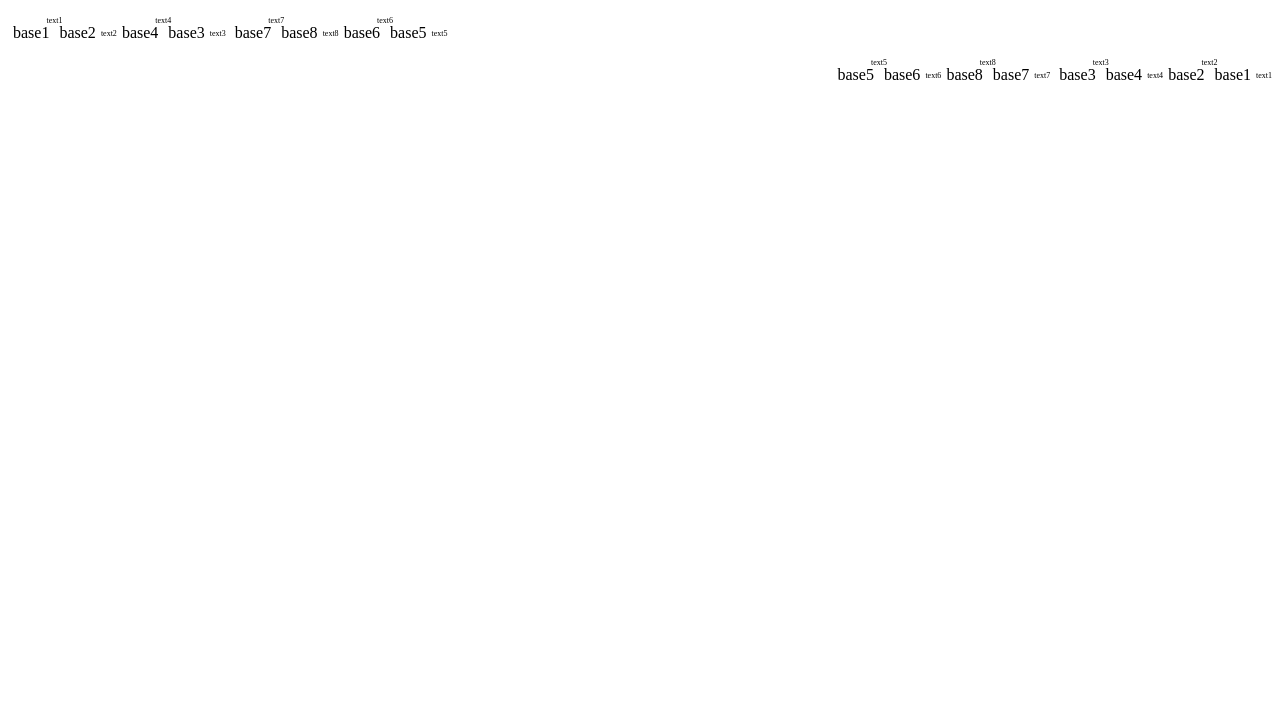 text1 text4 text7 text6
base1 base2 text2 base4 base3 text3 base7 base8 text8 base6 base5 text5
text5 text8 text3 text2
base5 base6 text6 base8 base7 text7 base3 base4 text4 base2 base1 text1